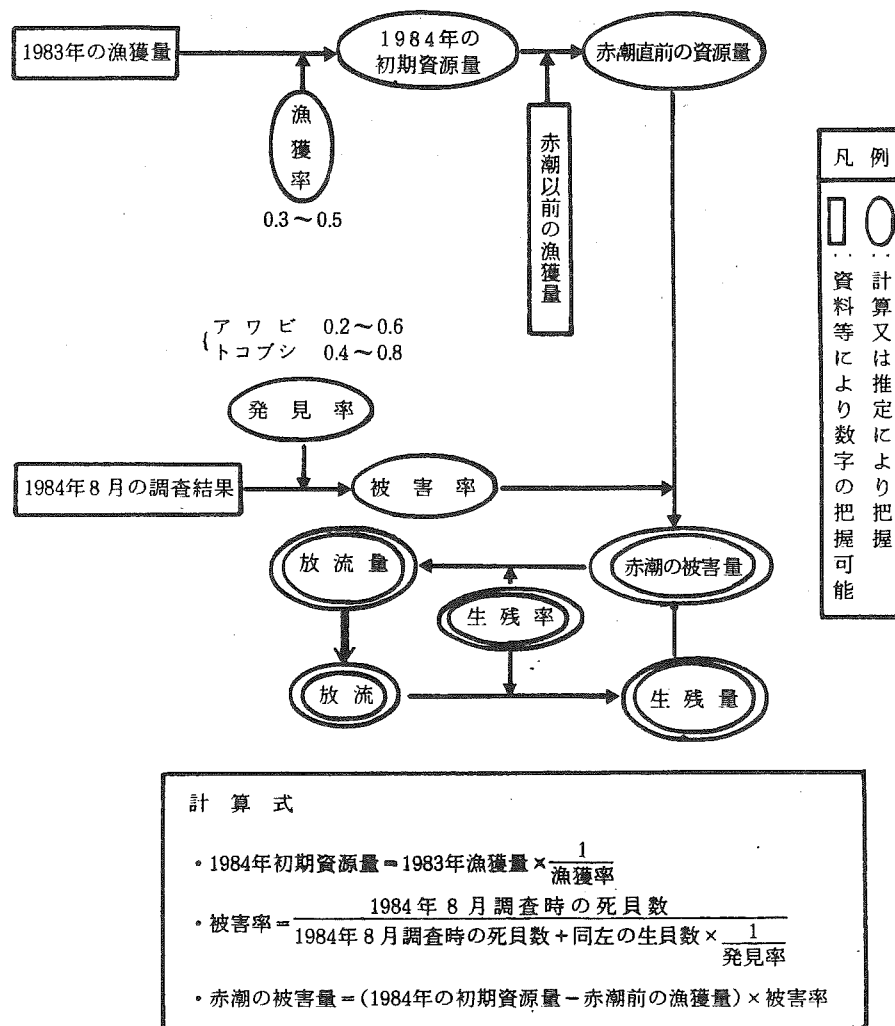 1983年の漁獲量
1984年の
初期資源量
赤潮直前の資源量
漁獲率
0.3～0.5
赤潮以前の漁獲量
凡例
計算又は推定により把握
資料等により数字の把握可能
アワビ 0.2～0.6
トコブシ 0.4～0.8
発見率
1984年8月の調査結果
被害率
放流量
赤潮の被害量
生残率
放流
生残量
計算式
・1984年初期資源量＝1983年漁獲量×1/漁獲率
・被害率＝1984年8月調査時の死貝数/1984年8月調査時の死貝数＋同左の生貝数×1/発見率
・赤潮の被害量＝(1984年の初期資源量－赤潮前の漁獲量)×被害率